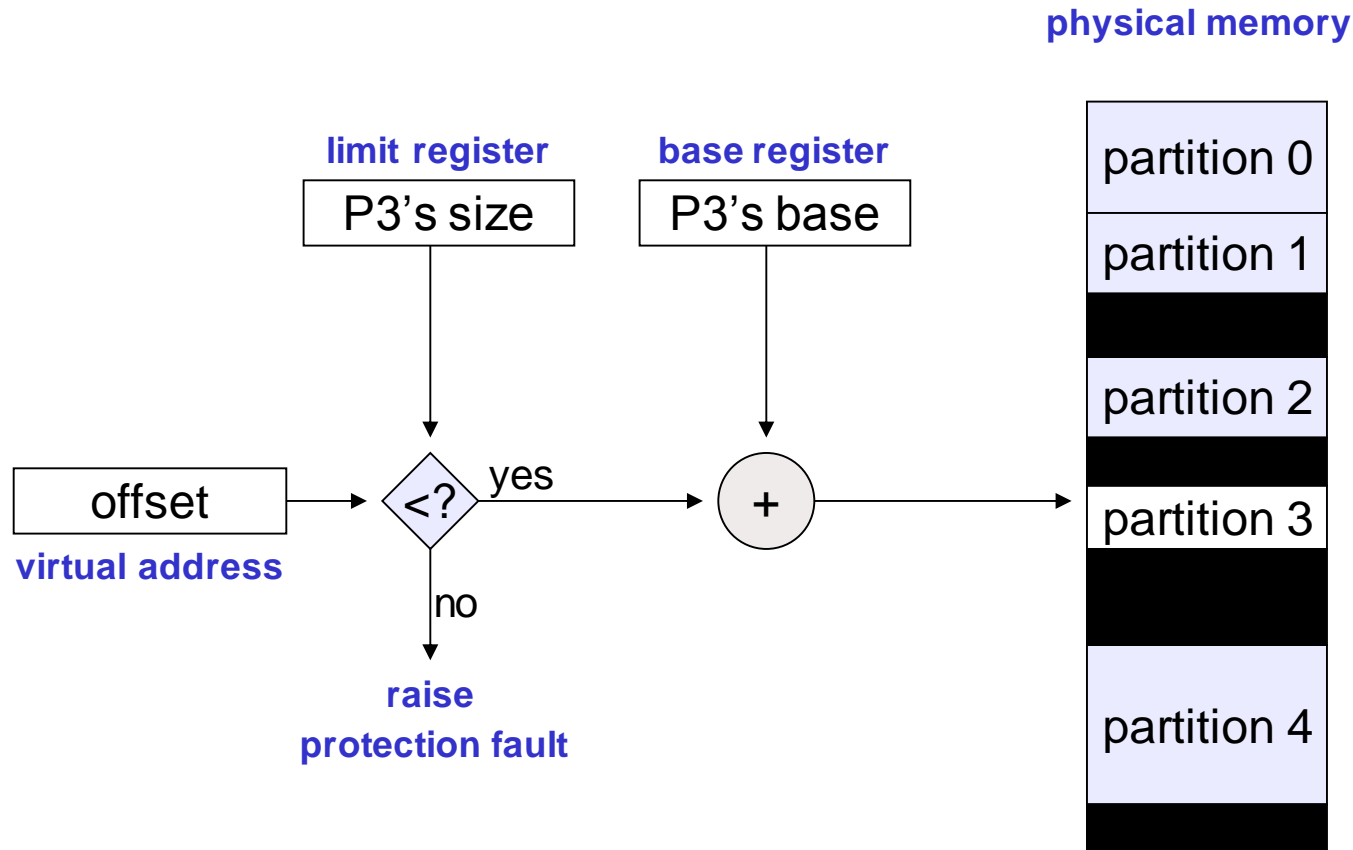 physical memory
limit register
base register
P3’s size
P3’s base
partition 0
partition 1
partition 2
offset
<?
yes
+
partition 3
virtual address
no
raise
protection fault
partition 4